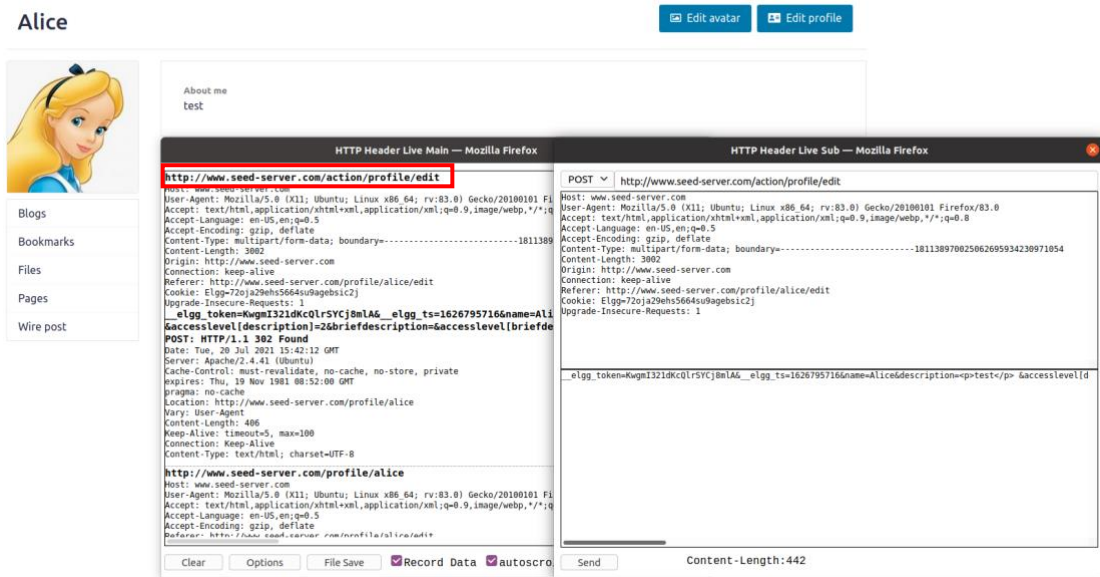 Alice
Edit avatar
Edit profile
About me
test
Blogs
Bookmarks
Files
Pages
Wire post
HTTP Header Live Main — Mozilla Firefox
http://www.seed-server.com/action/profile/edit
Host: www.seed-server.com
User-Agent: Mozilla/5.0 (X11; Ubuntu; Linux x86_64; rv:83.0) Gecko/20100101 Fi
Accept: text/html,application/xhtml+xml,application/xml;q=0.9,image/webp,*/*;q
Accept-Language: en-US,en;q=0.5
Accept-Encoding: gzip, deflate
Content-Type: multipart/form-data; boundary=---------------------------1811389
Content-Length: 3002
Origin: http://www.seed-server.com
Connection: keep-alive
Referer: http://www.seed-server.com/profile/alice/edit
Cookie: Elgg=72oja29ehs5664su9agebsic2j
Upgrade-Insecure-Requests: 1
__elgg_token=KwgmI321dKcQlrSYCj8mlA&__elgg_ts=1626795716&name=Ali
&accesslevel[description]=2&briefdescription=&accesslevel[briefde
POST: HTTP/1.1 302 Found
Date: Tue, 20 Jul 2021 15:42:12 GMT
Server: Apache/2.4.41 (Ubuntu)
Cache-Control: must-revalidate, no-cache, no-store, private
expires: Thu, 19 Nov 1981 08:52:00 GMT
pragma: no-cache
Location: http://www.seed-server.com/profile/alice
Vary: User-Agent
Content-Length: 406
Keep-Alive: timeout=5, max=100
Connection: Keep-Alive
Content-Type: text/html; charset=UTF-8
http://www.seed-server.com/profile/alice
Host: www.seed-server.com
User-Agent: Mozilla/5.0 (X11; Ubuntu; Linux x86_64; rv:83.0) Gecko/20100101 Fi
Accept: text/html,application/xhtml+xml,application/xml;q=0.9,image/webp,*/*;q
Accept-Language: en-US,en;q=0.5
Accept-Encoding: gzip, deflate
Referer: http://www.seed-server.com/profile/alice/edit
Clear
Options
File Save
Record Data
autoscro
HTTP Header Live Sub — Mozilla Firefox
POST
http://www.seed-server.com/action/profile/edit
Host: www.seed-server.com
User-Agent: Mozilla/5.0 (X11; Ubuntu; Linux x86_64; rv:83.0) Gecko/20100101 Firefox/83.0
Accept: text/html,application/xhtml+xml,application/xml;q=0.9,image/webp,*/*;q=0.8
Accept-Language: en-US,en;q=0.5
Accept-Encoding: gzip, deflate
Content-Type: multipart/form-data; boundary=---------------------------181138970025062695934230971054
Content-Length: 3002
Origin: http://www.seed-server.com
Connection: keep-alive
Referer: http://www.seed-server.com/profile/alice/edit
Cookie: Elgg=72oja29ehs5664su9agebsic2j
Upgrade-Insecure-Requests: 1
__elgg_token=KwgmI321dKcQlrSYCj8mlA&__elgg_ts=1626795716&name=Alice&description=<p>test</p> &accesslevel[d
Send
Content-Length:442